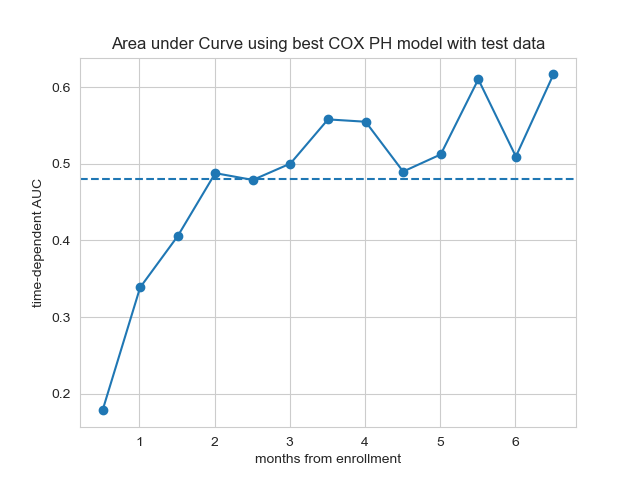 Area under Curve using best COX PH model with test data
time-dependent AUC
0.6
0.5
0.4
0.3
0.2
1 2 3 4 5 6
months from enrollment